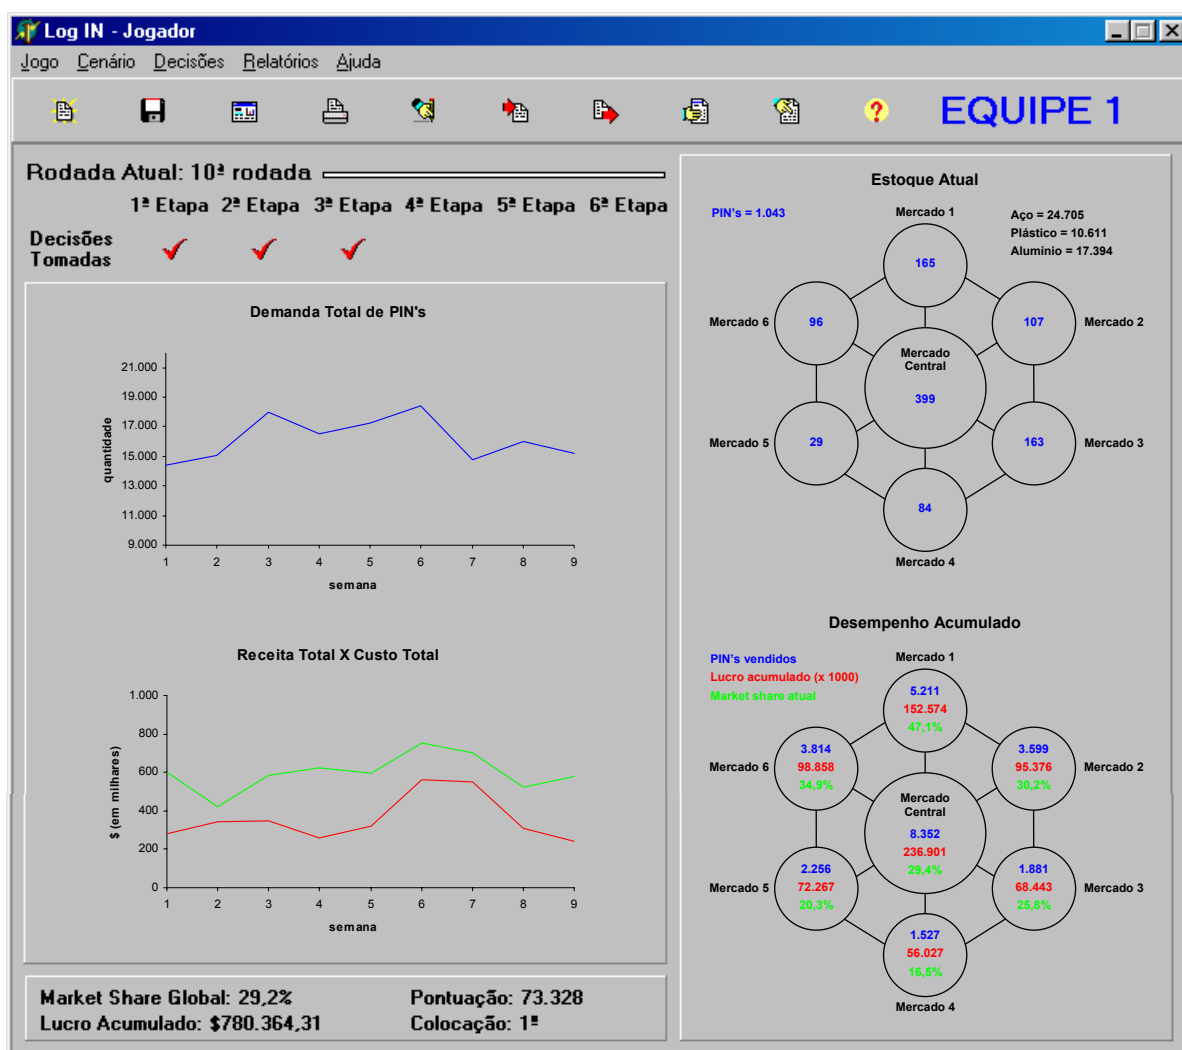 Log IN - Jogador
Jogo Cenário Decisões Relatórios Ajuda
EQUIPE 1
Rodada Atual: 10ª rodada
1ª Etapa 2ª Etapa 3ª Etapa 4ª Etapa 5ª Etapa 6ª Etapa
Decisões
Tomadas
Demanda Total de PIN's
quantidade
21.000
19.000
17.000
15.000
13.000
11.000
9.000
1 2 3 4 5 6 7 8 9
semana
Receita Total X Custo Total
$ (em milhares)
1.000
800
600
400
200
0
1 2 3 4 5 6 7 8 9
semana
Market Share Global: 29,2%
Pontuação: 73.328
Lucro Acumulado: $780.364,31
Colocação: 1ª
Estoque Atual
PIN's = 1.043
Aço = 24.705
Plástico = 10.611
Alumínio = 17.394
Mercado 1
165
Mercado 6
96
107
Mercado 2
Mercado
Central
399
Mercado 5
29
163
Mercado 3
84
Mercado 4
Desempenho Acumulado
PIN's vendidos
Lucro acumulado (x 1000)
Market share atual
Mercado 1
5.211
152.574
47,1%
Mercado 6
3.814
98.858
34,9%
3.599
95.376
30,2%
Mercado 2
Mercado
Central
8.352
236.901
29,4%
Mercado 5
2.256
72.267
20,3%
1.881
68.443
25,8%
Mercado 3
1.527
56.027
16,5%
Mercado 4